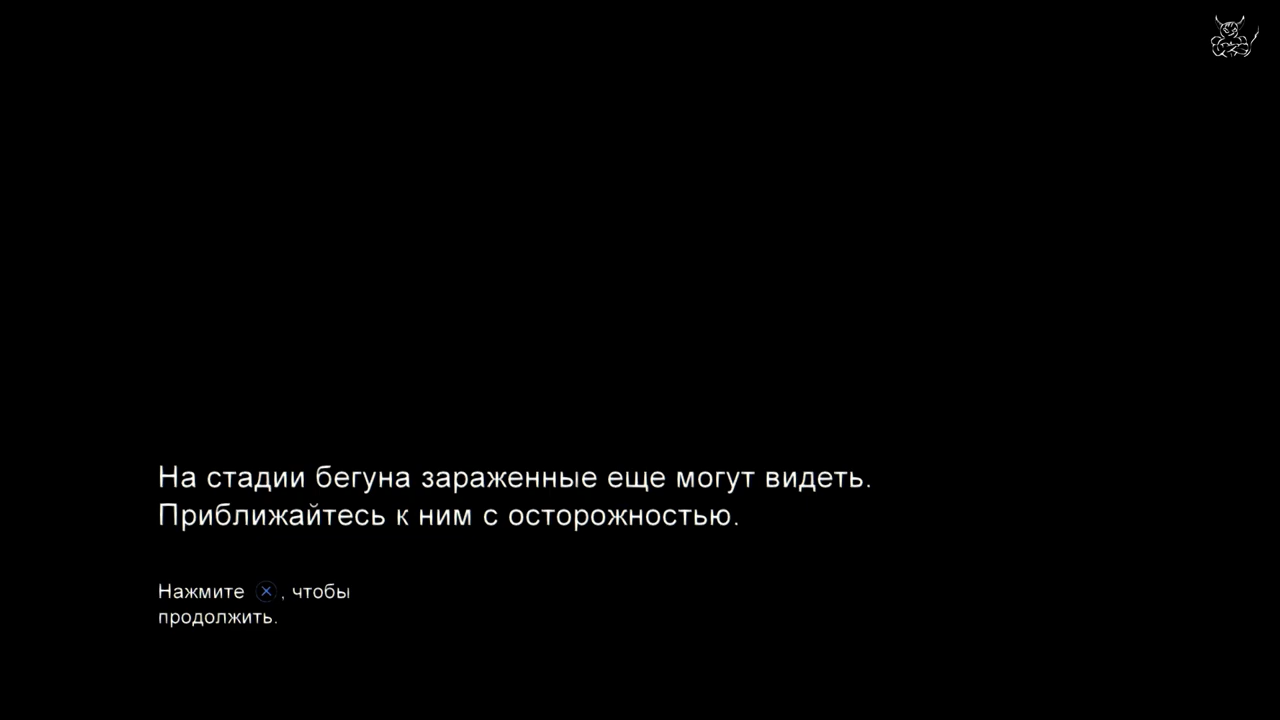 На стадии бегуна зараженные еще могут видеть.
Приближайтесь к ним с осторожностью.
Нажмите ⓧ, чтобы
продолжить.